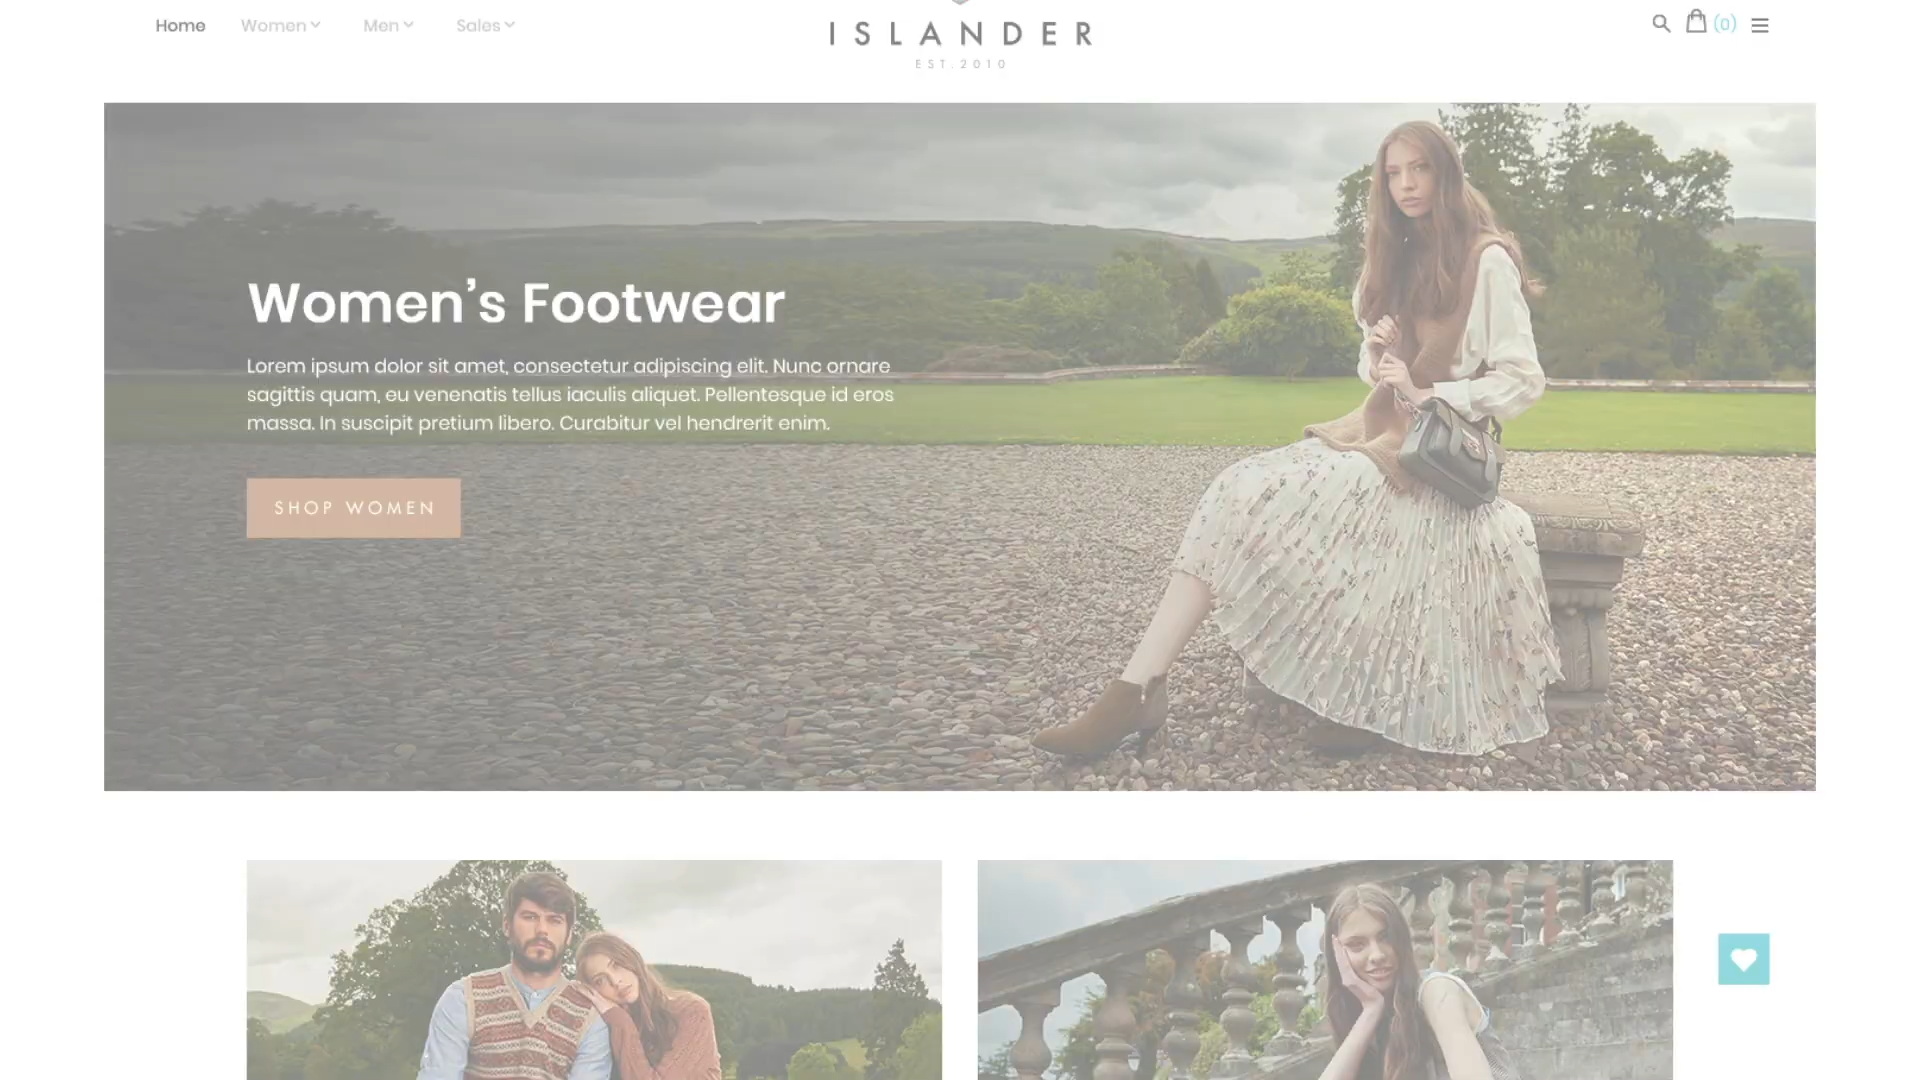 Home Women Men Sales
ISLANDER
EST.2010
(0)
Women's Footwear
Lorem ipsum dolor sit amet, consectetur adipiscing elit. Nunc ornare
sagittis quam, eu venenatis tellus iaculis aliquet. Pellentesque id eros
massa. In suscipit pretium libero. Curabitur vel hendrerit enim.
SHOP WOMEN